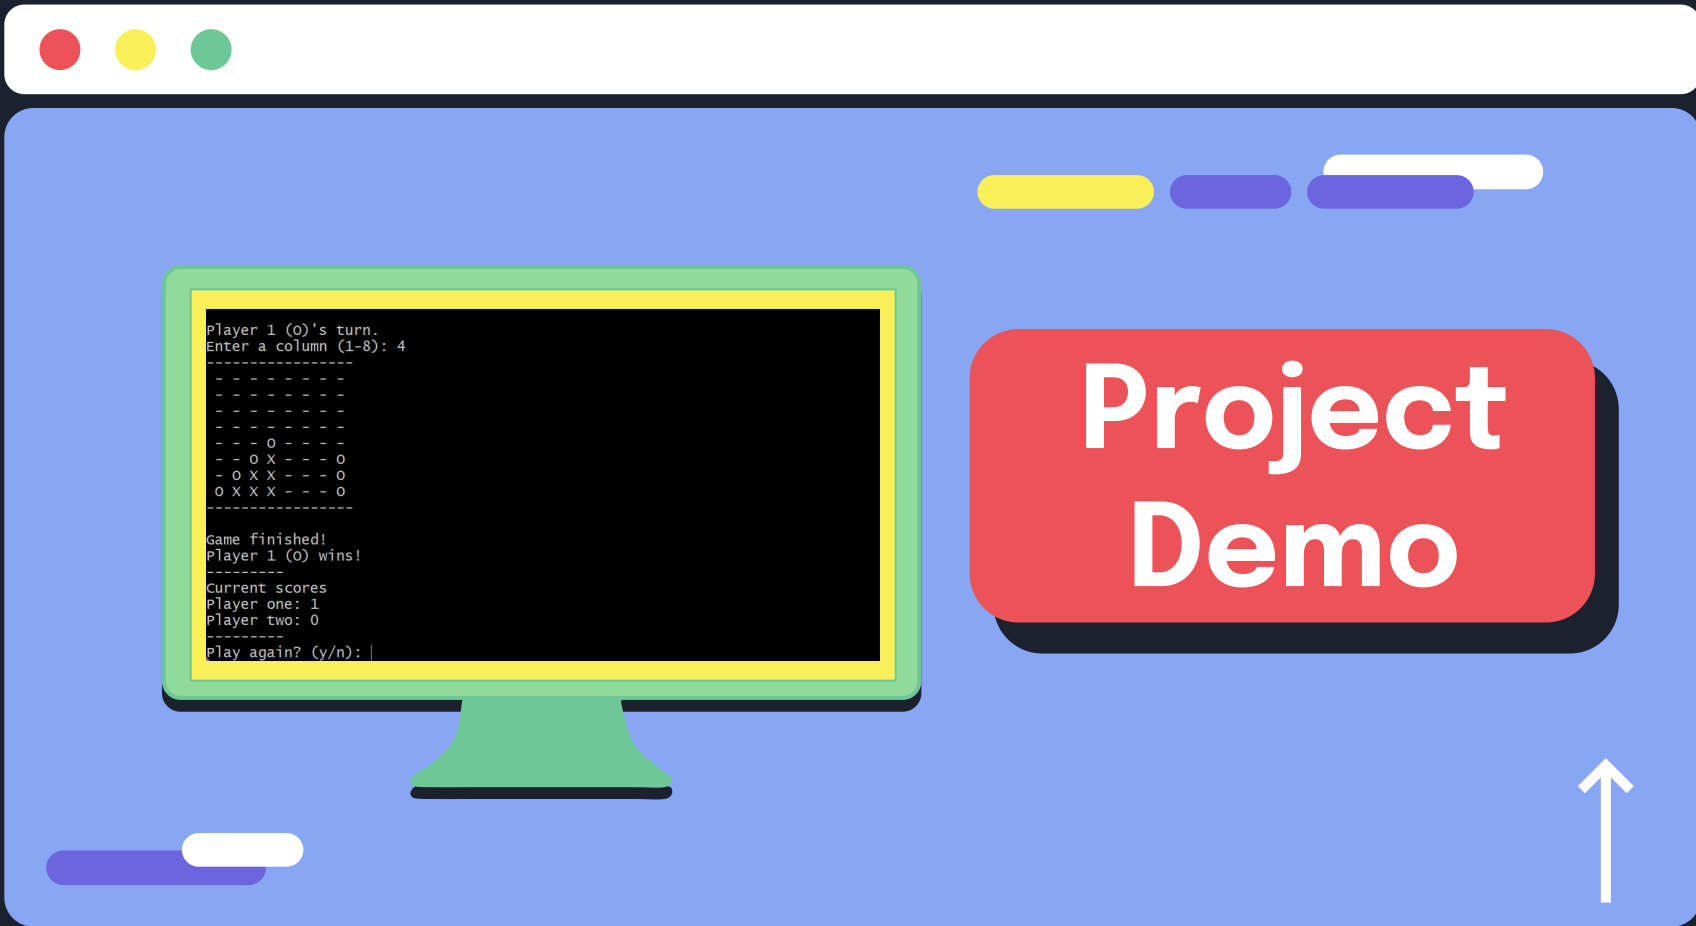 Player 1 (O)'s turn.
Enter a column (1-8): 4
-----------------
- - - - - - - -
- - - - - - - -
- - - - - - - -
- - - - - - - -
- - - O - - - -
- - O X - - - O
- O X X - - - O
O X X X - - - O
-----------------
Game finished!
Player 1 (O) wins!
---------
Current scores
Player one: 1
Player two: 0
---------
Play again? (y/n):
Project
Demo